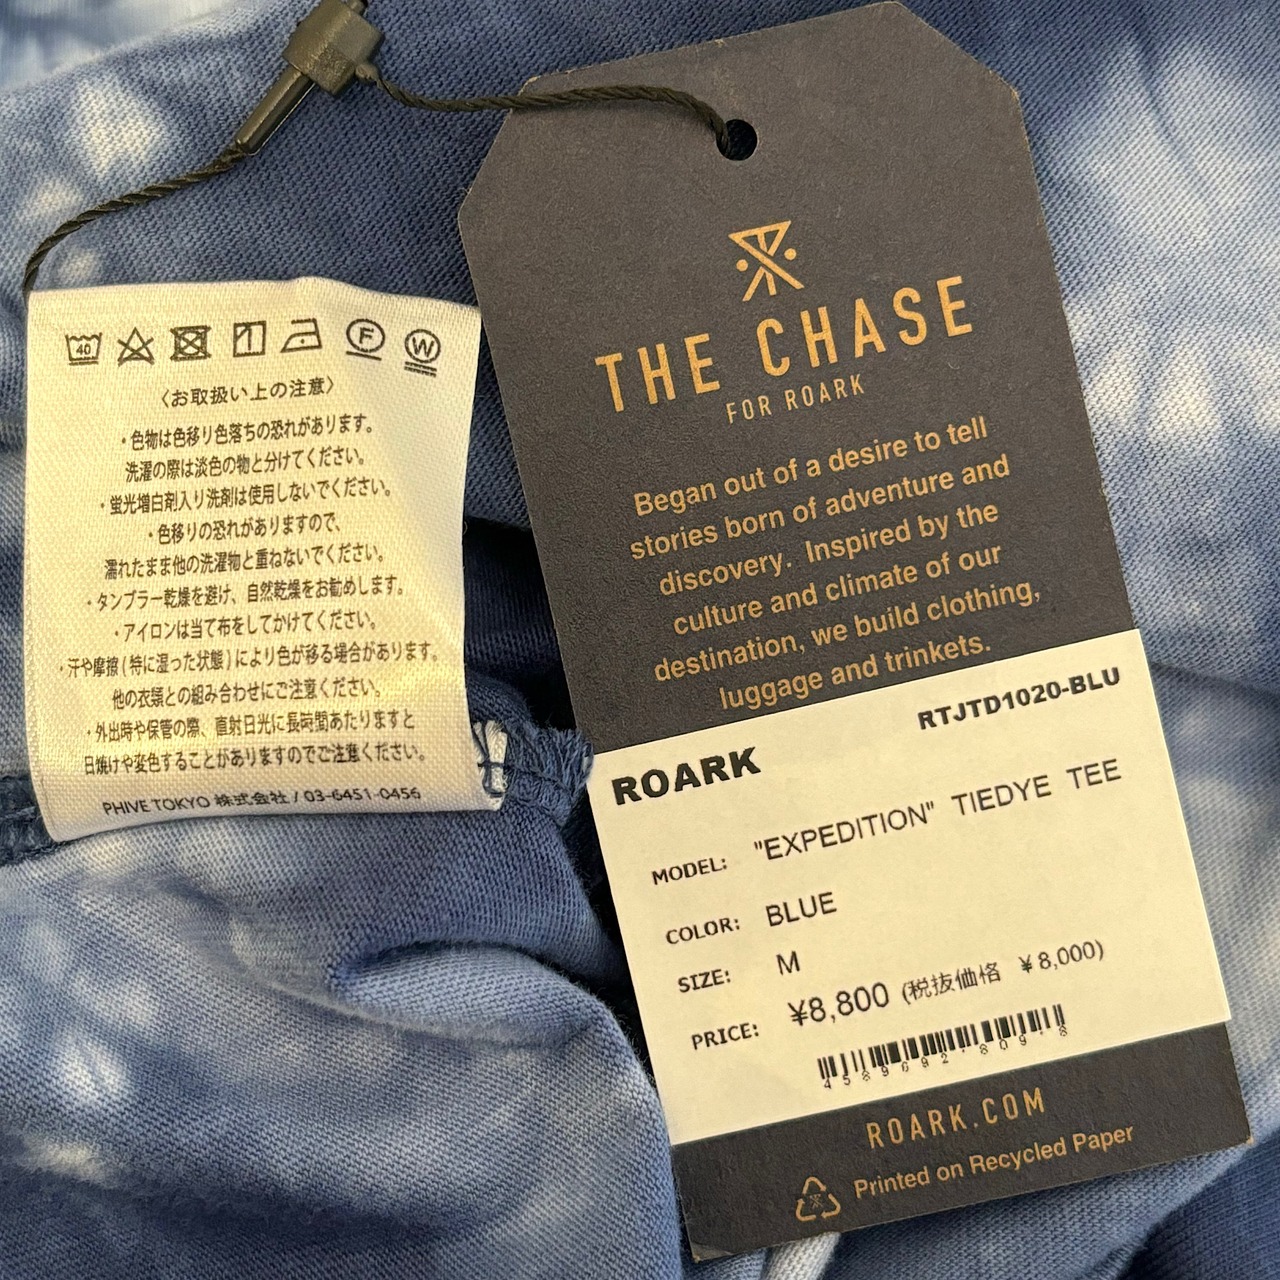 40
F
W
〈お取扱い上の注意〉
・色物は色移り色落ちの恐れがあります。
洗濯の際は淡色の物と分けてください。
・蛍光増白剤入り洗剤は使用しないでください。
・色移りの恐れがありますので、
濡れたまま他の洗濯物と重ねないでください。
・タンブラー乾燥を避け、自然乾燥をお勧めします。
・アイロンは当て布をしてかけてください。
・汗や摩擦(特に湿った状態)により色が移る場合があります。
他の衣類との組み合わせにご注意ください。
・外出時や保管の際、直射日光に長時間あたりますと
日焼けや変色することがありますのでご注意ください。
PHIVE TOKYO 株式会社 / 03-6451-0456
THE CHASE
FOR ROARK
Began out of a desire to tell
stories born of adventure and
discovery. Inspired by the
culture and climate of our
destination, we build clothing,
luggage and trinkets.
RTJTD1020-BLU
ROARK
MODEL: "EXPEDITION" TIEDYE TEE
COLOR: BLUE
SIZE: M
PRICE: ¥8,800 (税抜価格 ¥8,000)
ROARK.COM
Printed on Recycled Paper